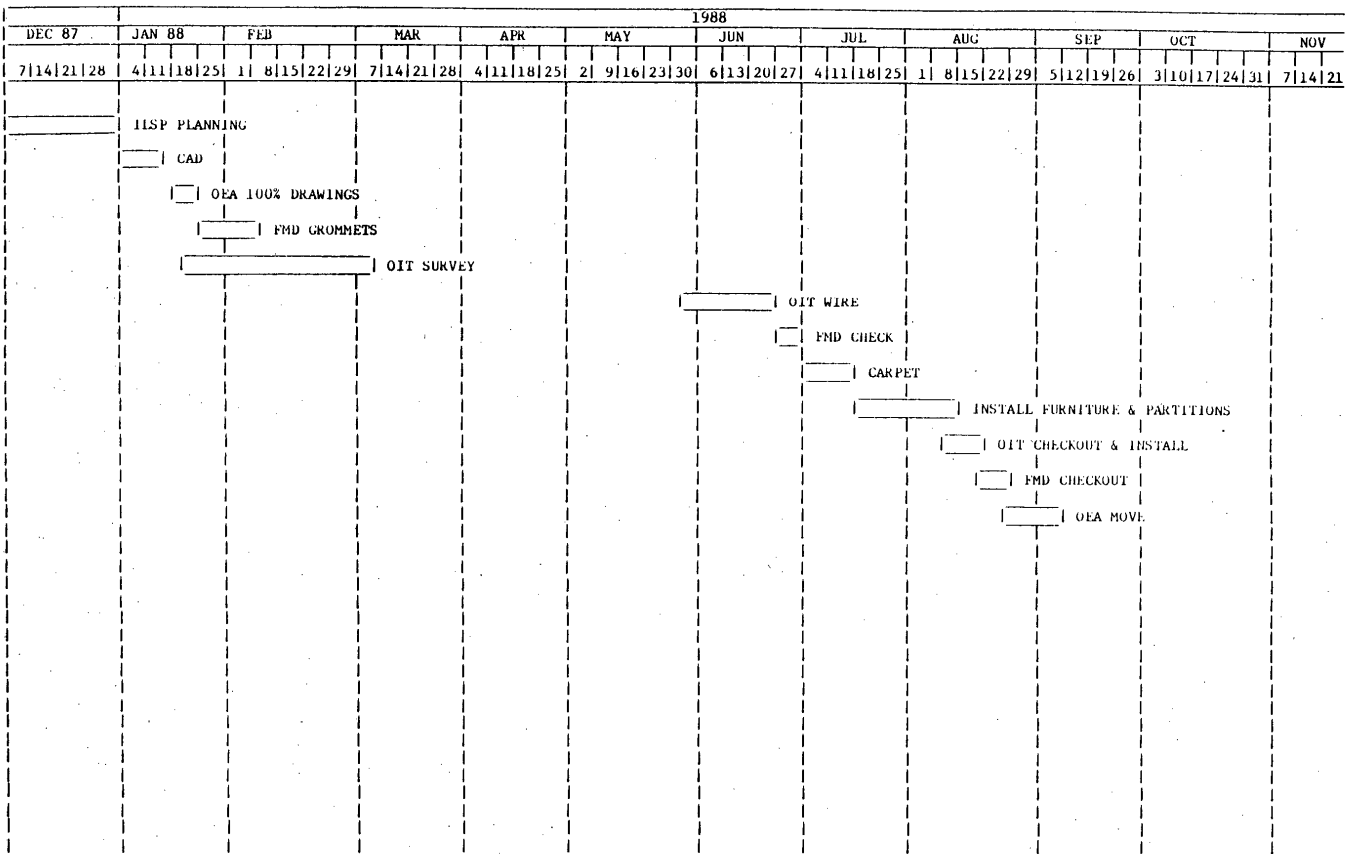 1988
DEC 87 JAN 88 FEB MAR APR MAY JUN JUL AUG SEP OCT NOV
7|14|21|28 4|11|18|25 1| 8|15|22|29 7|14|21|28 4|11|18|25 2| 9|16|23|30 6|13|20|27 4|11|18|25 1| 8|15|22|29 5|12|19|26 3|10|17|24|31 7|14|21
PLANNING
CAD
OEA 100% DRAWINGS
FMD GROMMETS
OIT SURVEY
OIT WIRE
FMD CHECK
CARPET
INSTALL FURNITURE & PARTITIONS
OIT CHECKOUT & INSTALL
FMD CHECKOUT
OEA MOVE